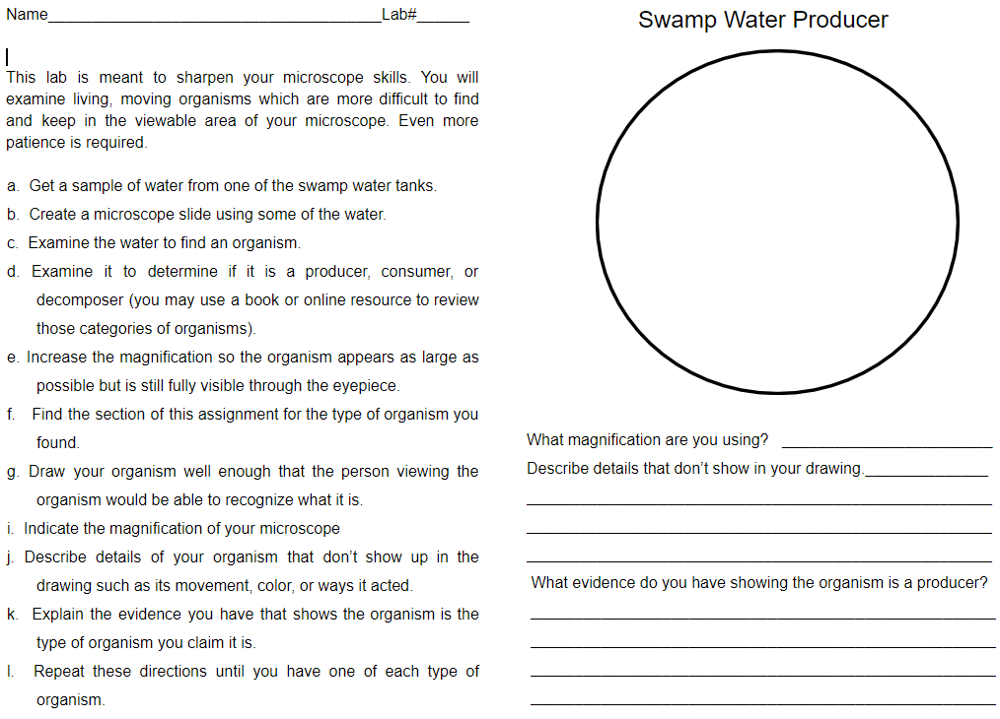 Name______________________________________Lab#______
This lab is meant to sharpen your microscope skills. You will
examine living, moving organisms which are more difficult to find
and keep in the viewable area of your microscope. Even more
patience is required.
a. Get a sample of water from one of the swamp water tanks.
b. Create a microscope slide using some of the water.
c. Examine the water to find an organism.
d. Examine it to determine if it is a producer, consumer, or
decomposer (you may use a book or online resource to review
those categories of organisms).
e. Increase the magnification so the organism appears as large as
possible but is still fully visible through the eyepiece.
f. Find the section of this assignment for the type of organism you
found.
g. Draw your organism well enough that the person viewing the
organism would be able to recognize what it is.
i. Indicate the magnification of your microscope
j. Describe details of your organism that don’t show up in the
drawing such as its movement, color, or ways it acted.
k. Explain the evidence you have that shows the organism is the
type of organism you claim it is.
l. Repeat these directions until you have one of each type of
organism.
Swamp Water Producer
What magnification are you using? ________________________
Describe details that don’t show in your drawing.______________
What evidence do you have showing the organism is a producer?